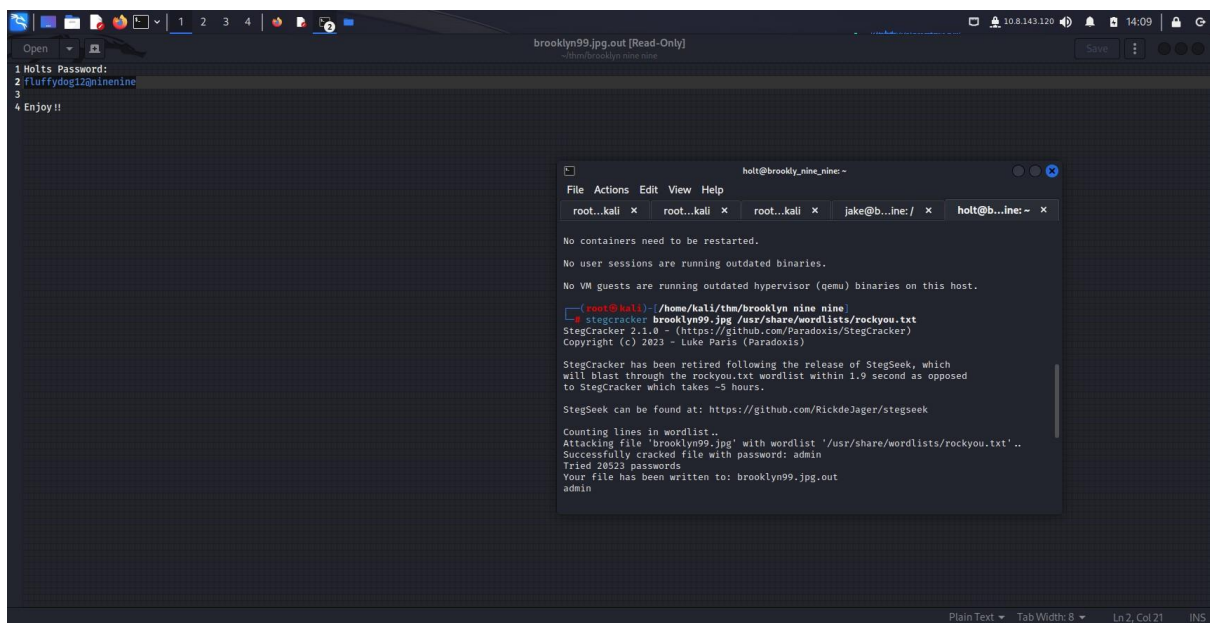 1 2 3 4
2
10.8.143.120
14:09
Open
brooklyn99.jpg.out [Read-Only]
~/thm/brooklyn nine nine
Save
1 Holts Password:
2 fluffydog12@ninenine
3
4 Enjoy!!
holt@brookly_nine_nine: ~
File Actions Edit View Help
root...kali × root...kali × root...kali × jake@b...ine: / × holt@b...ine: ~ ×
No containers need to be restarted.
No user sessions are running outdated binaries.
No VM guests are running outdated hypervisor (qemu) binaries on this host.
(root㉿kali)-[/home/kali/thm/brooklyn nine nine]
# stegcracker brooklyn99.jpg /usr/share/wordlists/rockyou.txt
StegCracker 2.1.0 - (https://github.com/Paradoxis/StegCracker)
Copyright (c) 2023 - Luke Paris (Paradoxis)
StegCracker has been retired following the release of StegSeek, which
will blast through the rockyou.txt wordlist within 1.9 second as opposed
to StegCracker which takes ~5 hours.
StegSeek can be found at: https://github.com/RickdeJager/stegseek
Counting lines in wordlist..
Attacking file 'brooklyn99.jpg' with wordlist '/usr/share/wordlists/rockyou.txt'..
Successfully cracked file with password: admin
Tried 20523 passwords
Your file has been written to: brooklyn99.jpg.out
admin
Plain Text Tab Width: 8 Ln 2, Col 21 INS